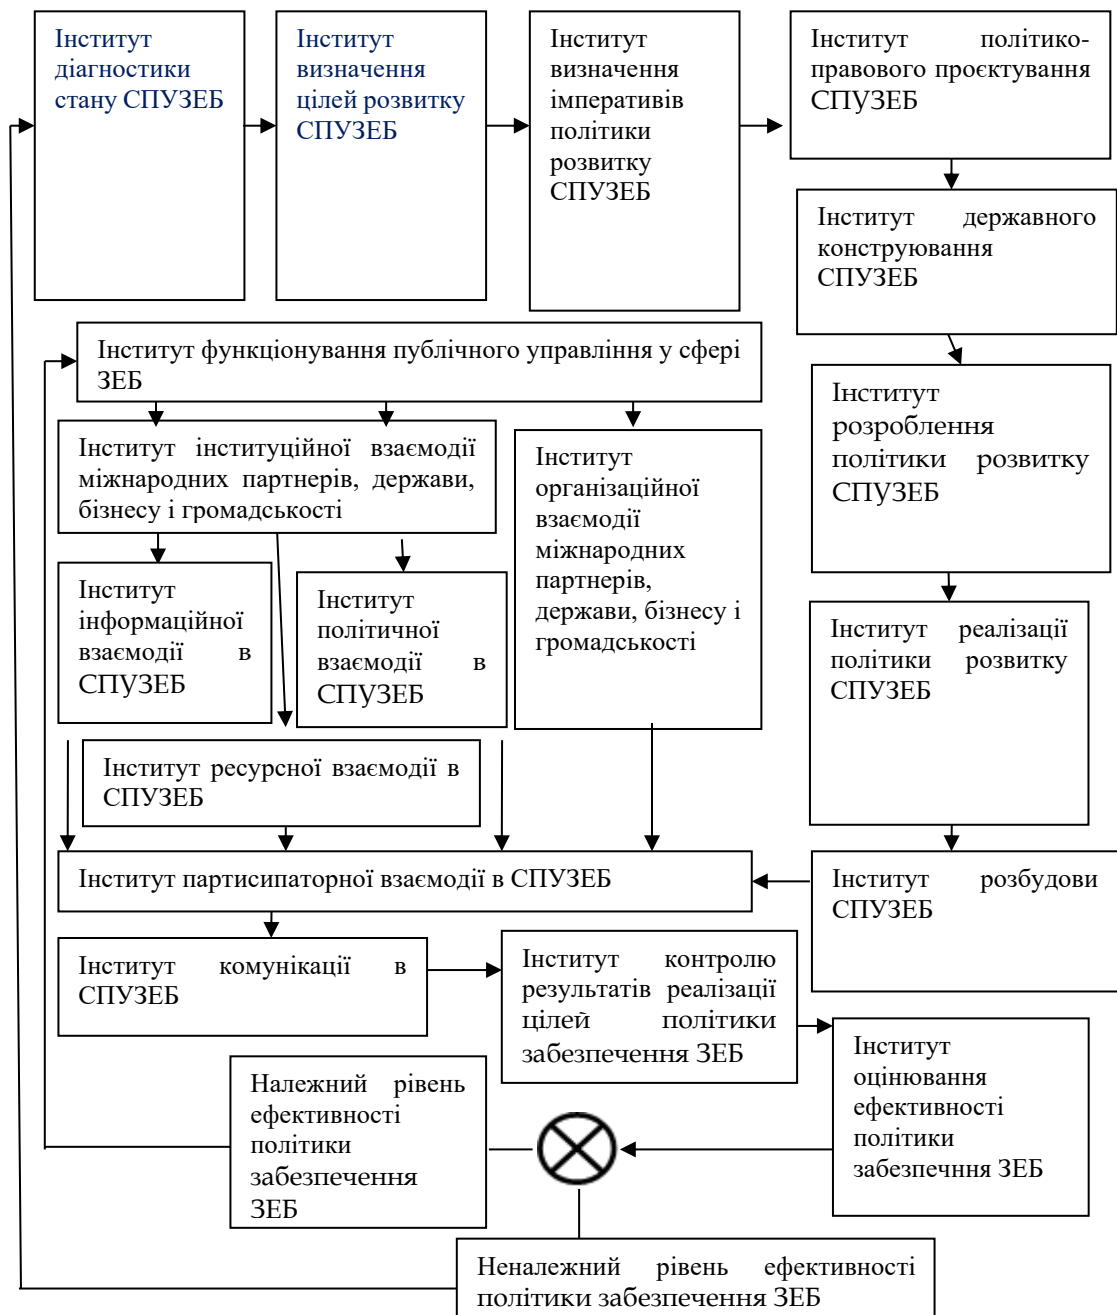 Інститут
діагностики
стану СПУЗЕБ
Інститут
визначення
цілей розвитку
СПУЗЕБ
Інститут
визначення
імперативів
політики
розвитку
СПУЗЕБ
Інститут політико-
правового проєктування
СПУЗЕБ
Інститут державного
конструювання
СПУЗЕБ
Інститут функціонування публічного управління у сфері
ЗЕБ
Інститут
розроблення
політики розвитку
СПУЗЕБ
Інститут інституційної взаємодії
міжнародних партнерів, держави,
бізнесу і громадськості
Інститут
організаційної
взаємодії
міжнародних
партнерів,
держави, бізнесу і
громадськості
Інститут
інформаційної
взаємодії в
СПУЗЕБ
Інститут
політичної
взаємодії в
СПУЗЕБ
Інститут реалізації
політики розвитку
СПУЗЕБ
Інститут ресурсної взаємодії в
СПУЗЕБ
Інститут партисипаторної взаємодії в СПУЗЕБ
Інститут розбудови
СПУЗЕБ
Інститут комунікації в
СПУЗЕБ
Інститут контролю
результатів реалізації
цілей політики
забезпечення ЗЕБ
Інститут
оцінювання
ефективності
політики
забезпечння ЗЕБ
Належний рівень
ефективності
політики
забезпечення
ЗЕБ
Неналежний рівень ефективності
політики забезпечення ЗЕБ